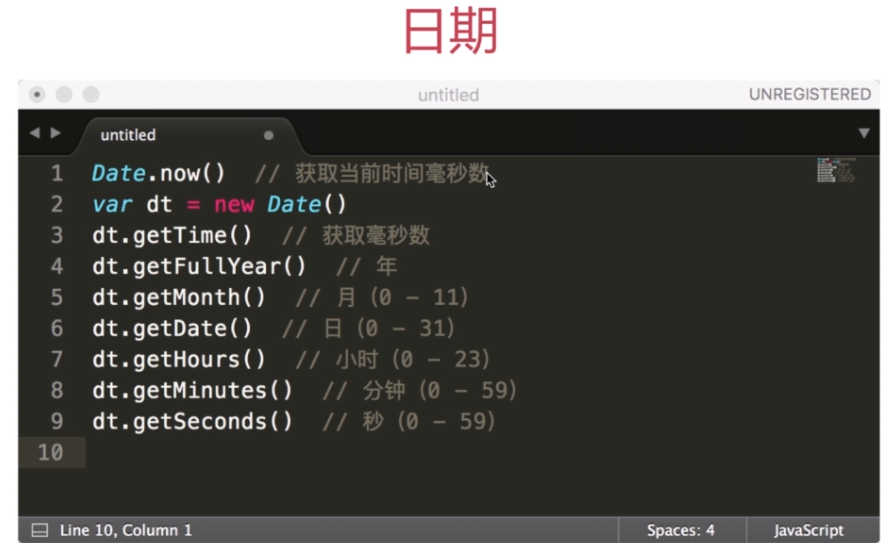 日期
untitled
UNREGISTERED
untitled
1 Date.now() // 获取当前时间毫秒数
2 var dt = new Date()
3 dt.getTime() // 获取毫秒数
4 dt.getFullYear() // 年
5 dt.getMonth() // 月 (0 - 11)
6 dt.getDate() // 日 (0 - 31)
7 dt.getHours() // 小时 (0 - 23)
8 dt.getMinutes() // 分钟 (0 - 59)
9 dt.getSeconds() // 秒 (0 - 59)
10
Line 10, Column 1
Spaces: 4
JavaScript